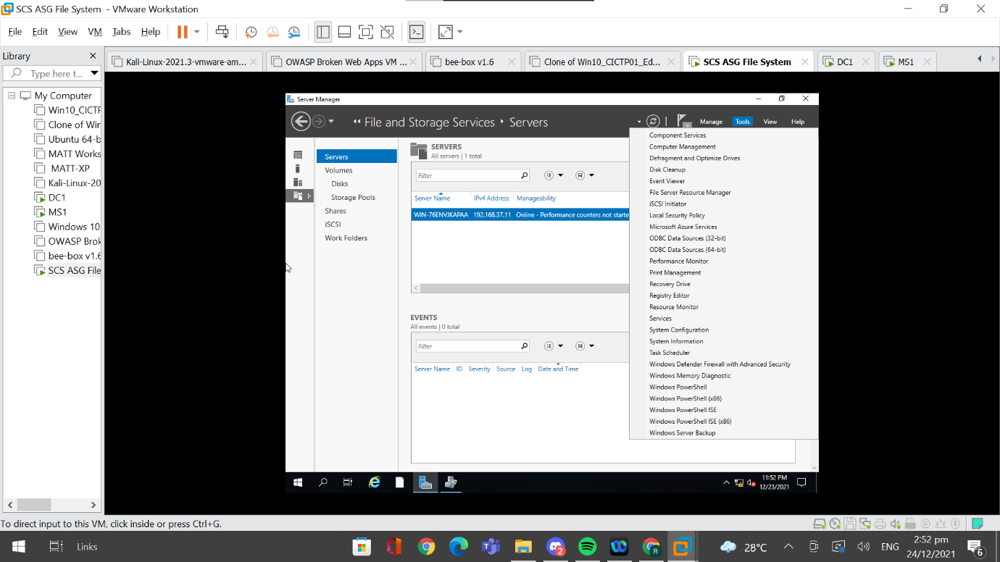 SCS ASG File System - VMware Workstation
File Edit View VM Tabs Help
Library
Type here t...
My Computer
Win10_CICTP
Clone of Wir
Ubuntu 64-b
MATT Works
MATT-XP
Kali-Linux-20
DC1
MS1
Windows 10
OWASP Brok
bee-box v1.6
SCS ASG File
Kali-Linux-2021.3-vmware-am...
OWASP Broken Web Apps VM ...
bee-box v1.6
Clone of Win10_CICTP01_Ed...
SCS ASG File System
DC1
MS1
Server Manager
File and Storage Services
Servers
2
Manage
Tools
View
Help
Servers
Volumes
Disks
Storage Pools
Shares
iSCSI
Work Folders
SERVERS
All servers | 1 total
Filter
Server Name IPv4 Address Manageability
WIN-76ENVJKAPAA 192.168.37.11 Online - Performance counters not starte
EVENTS
All events | 0 total
Filter
Server Name ID Severity Source Log Date and Time
Component Services
Computer Management
Defragment and Optimize Drives
Disk Cleanup
Event Viewer
File Server Resource Manager
iSCSI Initiator
Local Security Policy
Microsoft Azure Services
ODBC Data Sources (32-bit)
ODBC Data Sources (64-bit)
Performance Monitor
Print Management
Recovery Drive
Registry Editor
Resource Monitor
Services
System Configuration
System Information
Task Scheduler
Windows Defender Firewall with Advanced Security
Windows Memory Diagnostic
Windows PowerShell
Windows PowerShell (x86)
Windows PowerShell ISE
Windows PowerShell ISE (x86)
Windows Server Backup
11:52 PM
12/23/2021
To direct input to this VM, click inside or press Ctrl+G.
Links
2
R
28°C
ENG
2:52 pm
24/12/2021
6